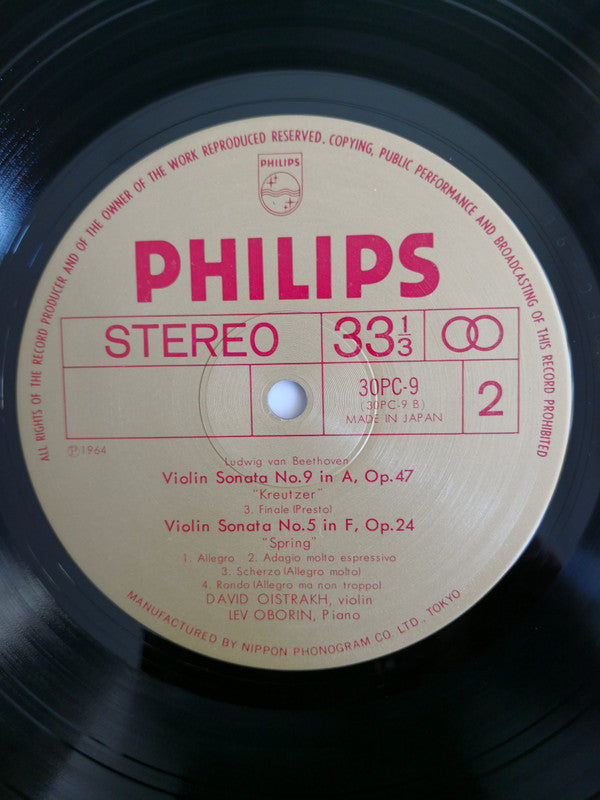 ALL RIGHTS OF THE RECORD PRODUCER AND OF THE OWNER OF THE WORK REPRODUCED RESERVED. COPYING, PUBLIC PERFORMANCE AND BROADCASTING OF THIS RECORD PROHIBITED
PHILIPS
PHILIPS
STEREO 33 1/3
30PC-9
(30PC-9 B)
MADE IN JAPAN
2
℗1964
Ludwig van Beethoven
Violin Sonata No.9 in A, Op.47
"Kreutzer"
3. Finale (Presto)
Violin Sonata No.5 in F, Op.24
"Spring"
1. Allegro 2. Adagio molto espressivo
3. Scherzo (Allegro molto)
4. Rondo (Allegro ma non troppo)
DAVID OISTRAKH, violin
LEV OBORIN, Piano
MANUFACTURED BY NIPPON PHONOGRAM CO. LTD., TOKYO